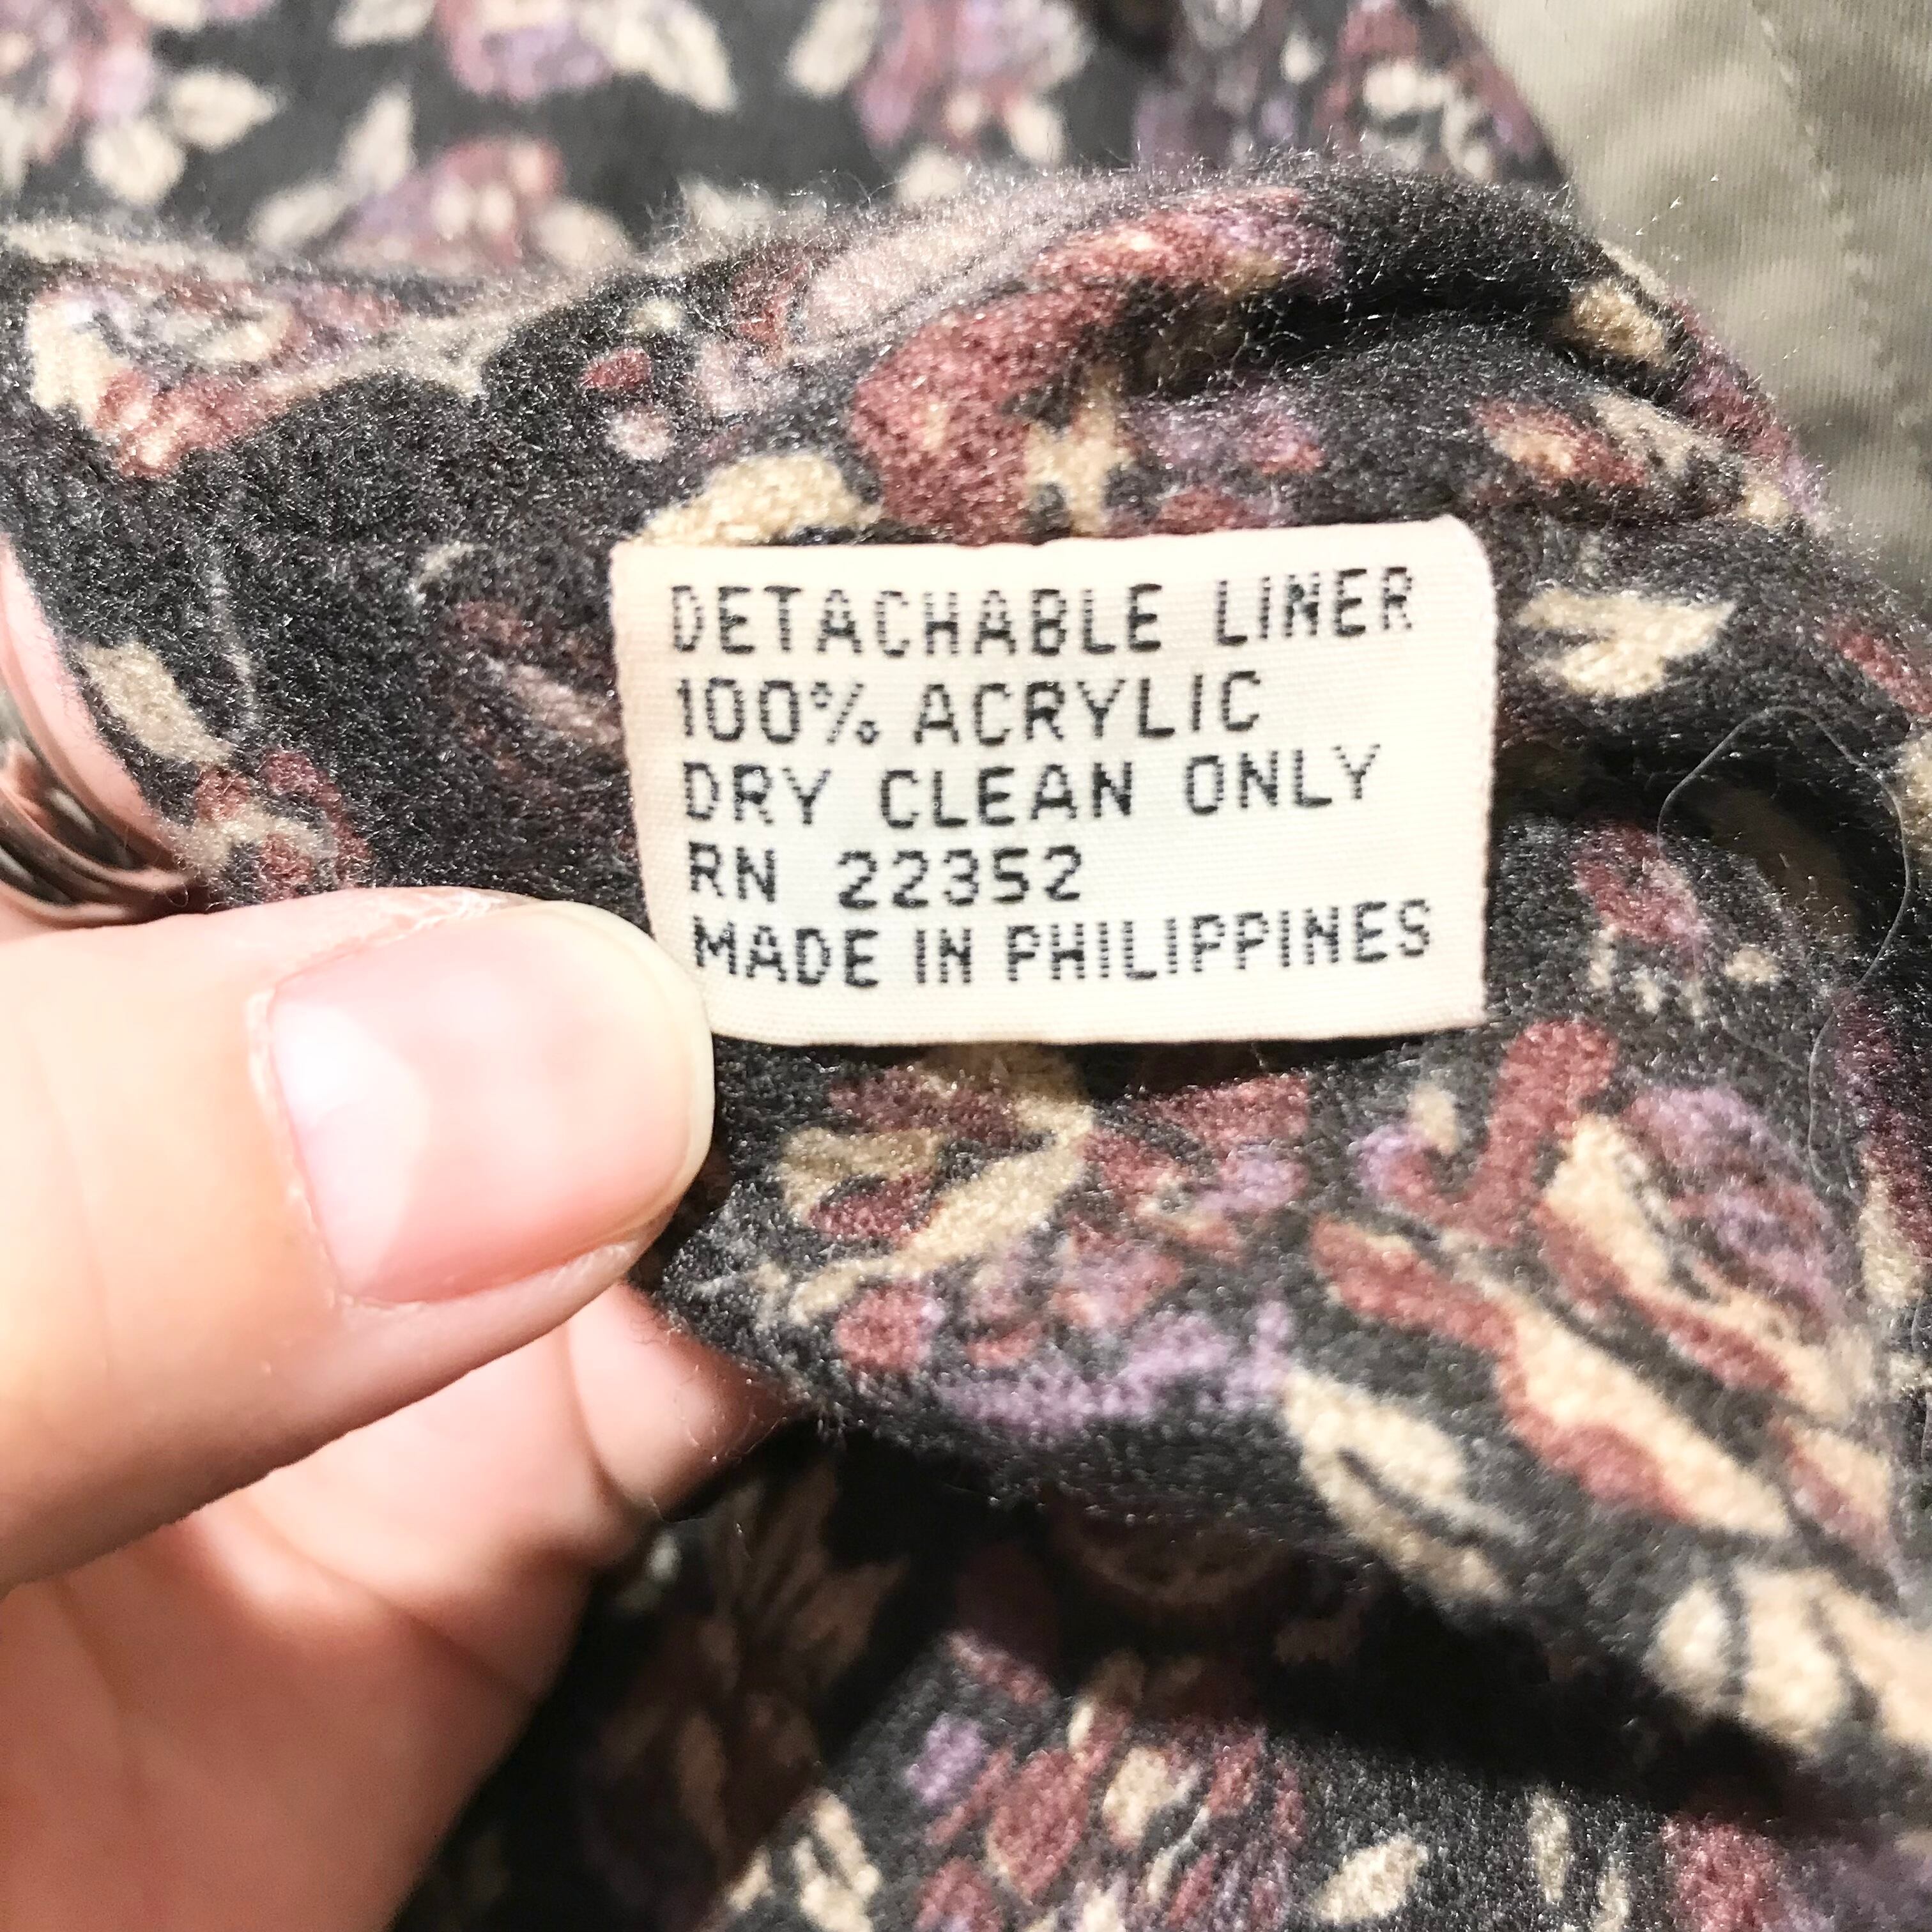 DETACHABLE LINER
100% ACRYLIC
DRY CLEAN ONLY
RN 22352
MADE IN PHILIPPINES